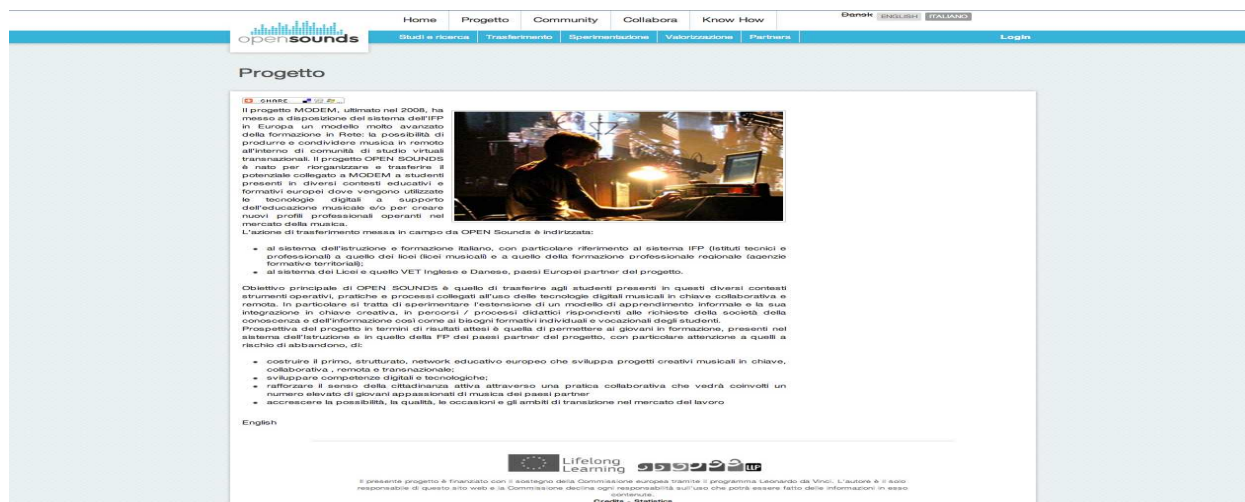 Home Progetto Community Collabora Know How
Dansk ENGLISH ITALIANO
opensounds
Studi e ricerca Trasferimento Sperimentazione Valorizzazione Partners
Login
Progetto
SHARE
Il progetto MODEM, ultimato nel 2008, ha
messo a disposizione del sistema dell'IFP
in Europa un modello molto avanzato
della formazione in Rete: la possibilità di
produrre e condividere musica in remoto
all'interno di comunità di studio virtuali
transnazionali. Il progetto OPEN SOUNDS
è nato per riorganizzare e trasferire il
potenziale collegato a MODEM a studenti
presenti in diversi contesti educativi e
formativi europei dove vengono utilizzate
le tecnologie digitali a supporto
dell'educazione musicale e/o per creare
nuovi profili professionali operanti nel
mercato della musica.
L'azione di trasferimento messa in campo da OPEN Sounds è indirizzata:
• al sistema dell'istruzione e formazione italiano, con particolare riferimento al sistema IFP (Istituti tecnici e
professionali) a quello dei licei (licei musicali) e a quello della formazione professionale regionale (agenzie
formative territoriali);
• al sistema dei Licei e quello VET Inglese e Danese, paesi Europei partner del progetto.
Obiettivo principale di OPEN SOUNDS è quello di trasferire agli studenti presenti in questi diversi contesti
strumenti operativi, pratiche e processi collegati all'uso delle tecnologie digitali musicali in chiave collaborativa e
remota. In particolare si tratta di sperimentare l'estensione di un modello di apprendimento informale e la sua
integrazione in chiave creativa, in percorsi / processi didattici rispondenti alle richieste della società della
conoscenza e dell'informazione così come ai bisogni formativi individuali e vocazionali degli studenti.
Prospettiva del progetto in termini di risultati attesi è quella di permettere ai giovani in formazione, presenti nel
sistema dell'Istruzione e in quello della FP dei paesi partner del progetto, con particolare attenzione a quelli a
rischio di abbandono, di:
• costruire il primo, strutturato, network educativo europeo che sviluppa progetti creativi musicali in chiave,
collaborativa , remota e transnazionale;
• sviluppare competenze digitali e tecnologiche;
• rafforzare il senso della cittadinanza attiva attraverso una pratica collaborativa che vedrà coinvolti un
numero elevato di giovani appassionati di musica dei paesi partner
• accrescere la possibilità, la qualità, le occasioni e gli ambiti di transizione nel mercato del lavoro
English
Lifelong
Learning
LLP
Il presente progetto è finanziato con il sostegno della Commissione europea tramite il programma Leonardo da Vinci. L'autore è il solo
responsabile di questo sito web e la Commissione declina ogni responsabilità sull'uso che potrà essere fatto delle informazioni in esso
contenute.
Credits - Statistics